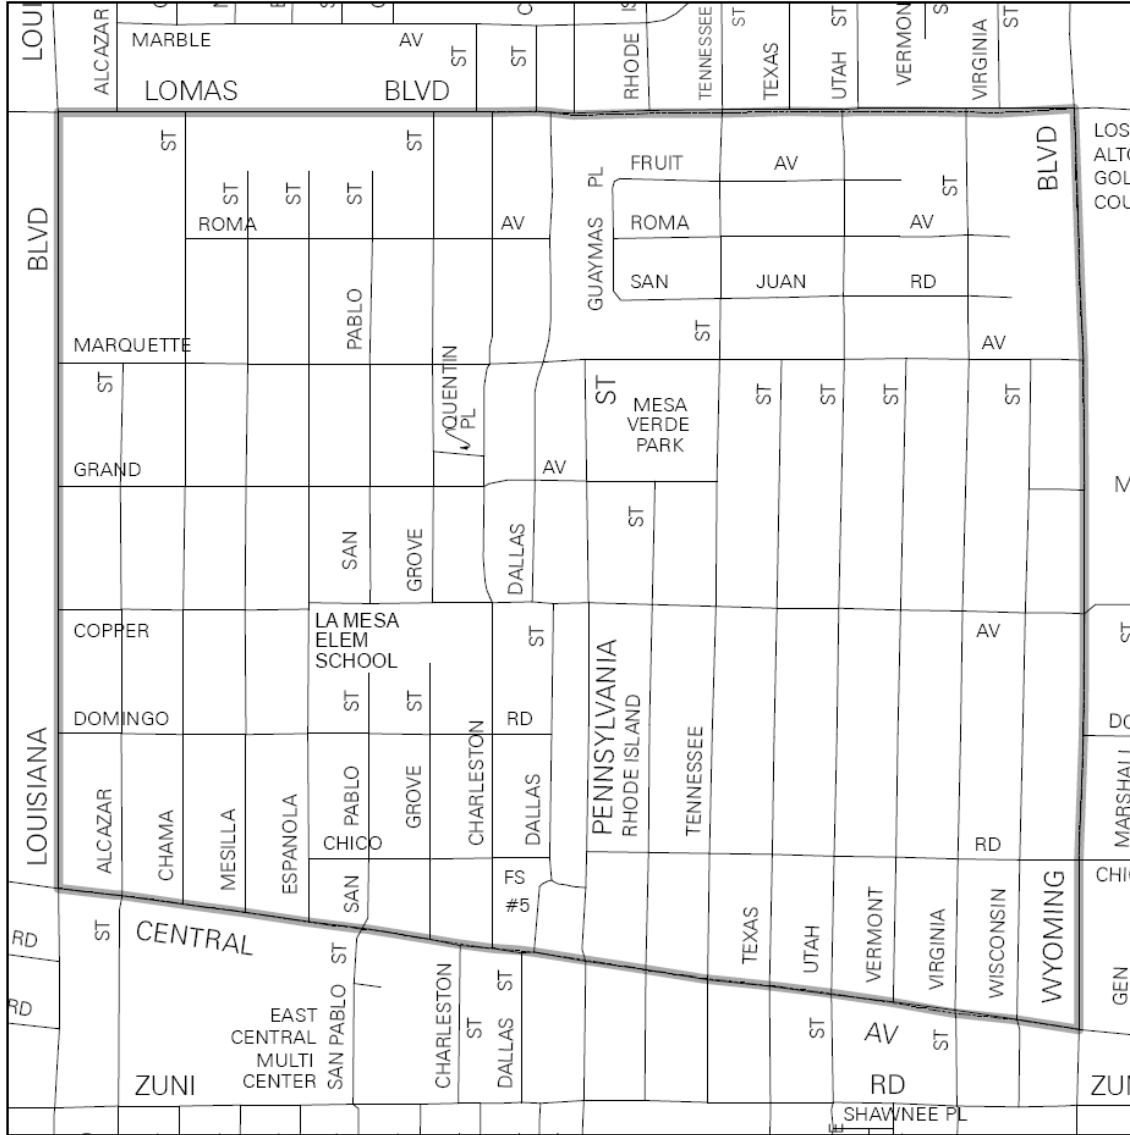 LOUI
ALCAZAR
MARBLE
AV
ST
ST
RHODE
IS
TENNESSEE
ST
TEXAS
UTAH
ST
VERMON
VIRGINIA
ST
LOMAS
BLVD
LOS
ALTO
GOL
COU
BLVD
ST
ST
FRUIT
AV
GUAYMAS
PL
ST
BLVD
ST
ST
ST
ROMA
AV
ROMA
AV
SAN
JUAN
RD
PABLO
ST
MARQUETTE
AV
ST
QUENTIN
PL
ST
MESA
VERDE
PARK
ST
ST
ST
ST
GRAND
AV
M
SAN
GROVE
DALLAS
ST
COPPER
LA MESA
ELEM
SCHOOL
ST
AV
ST
ST
ST
DOMINGO
RD
DO
LOUISIANA
ALCAZAR
CHAMA
MESILLA
ESPANOLA
PABLO
SAN
GROVE
CHARLESTON
DALLAS
PENNSYLVANIA
RHODE ISLAND
TENNESSEE
MARSHALL
CHICO
RD
FS
#5
CHIC
TEXAS
UTAH
VERMONT
VIRGINIA
WISCONSIN
WYOMING
GEN
RD
ST
CENTRAL
ST
RD
EAST
CENTRAL
MULTI
CENTER
SAN PABLO
CHARLESTON
ST
DALLAS
ST
ST
AV
ST
ZUNI
RD
ZUN
SHAWNEE PL